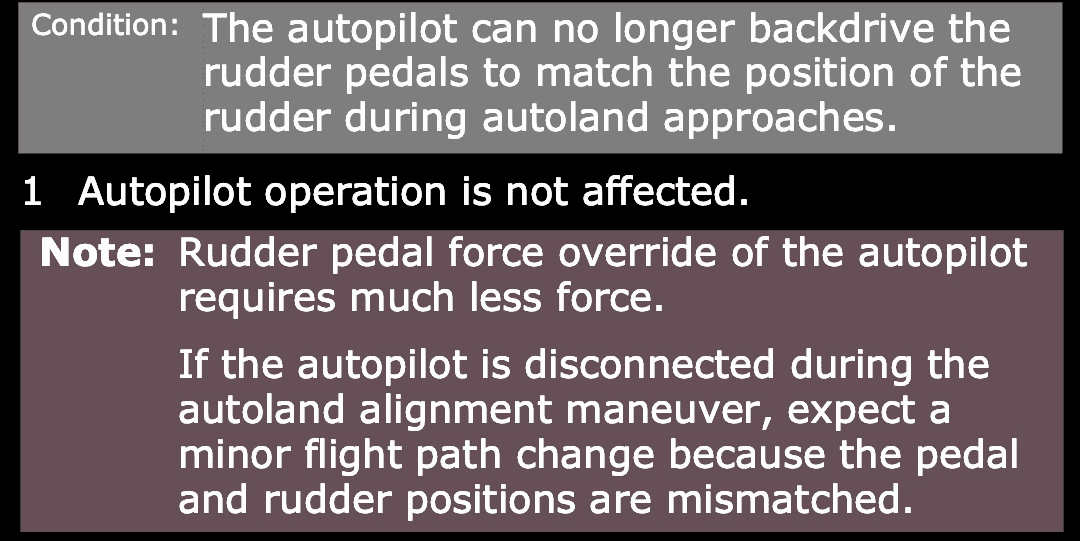 Condition: The autopilot can no longer backdrive the
rudder pedals to match the position of the
rudder during autoland approaches.
1 Autopilot operation is not affected.
Note: Rudder pedal force override of the autopilot
requires much less force.
If the autopilot is disconnected during the
autoland alignment maneuver, expect a
minor flight path change because the pedal
and rudder positions are mismatched.